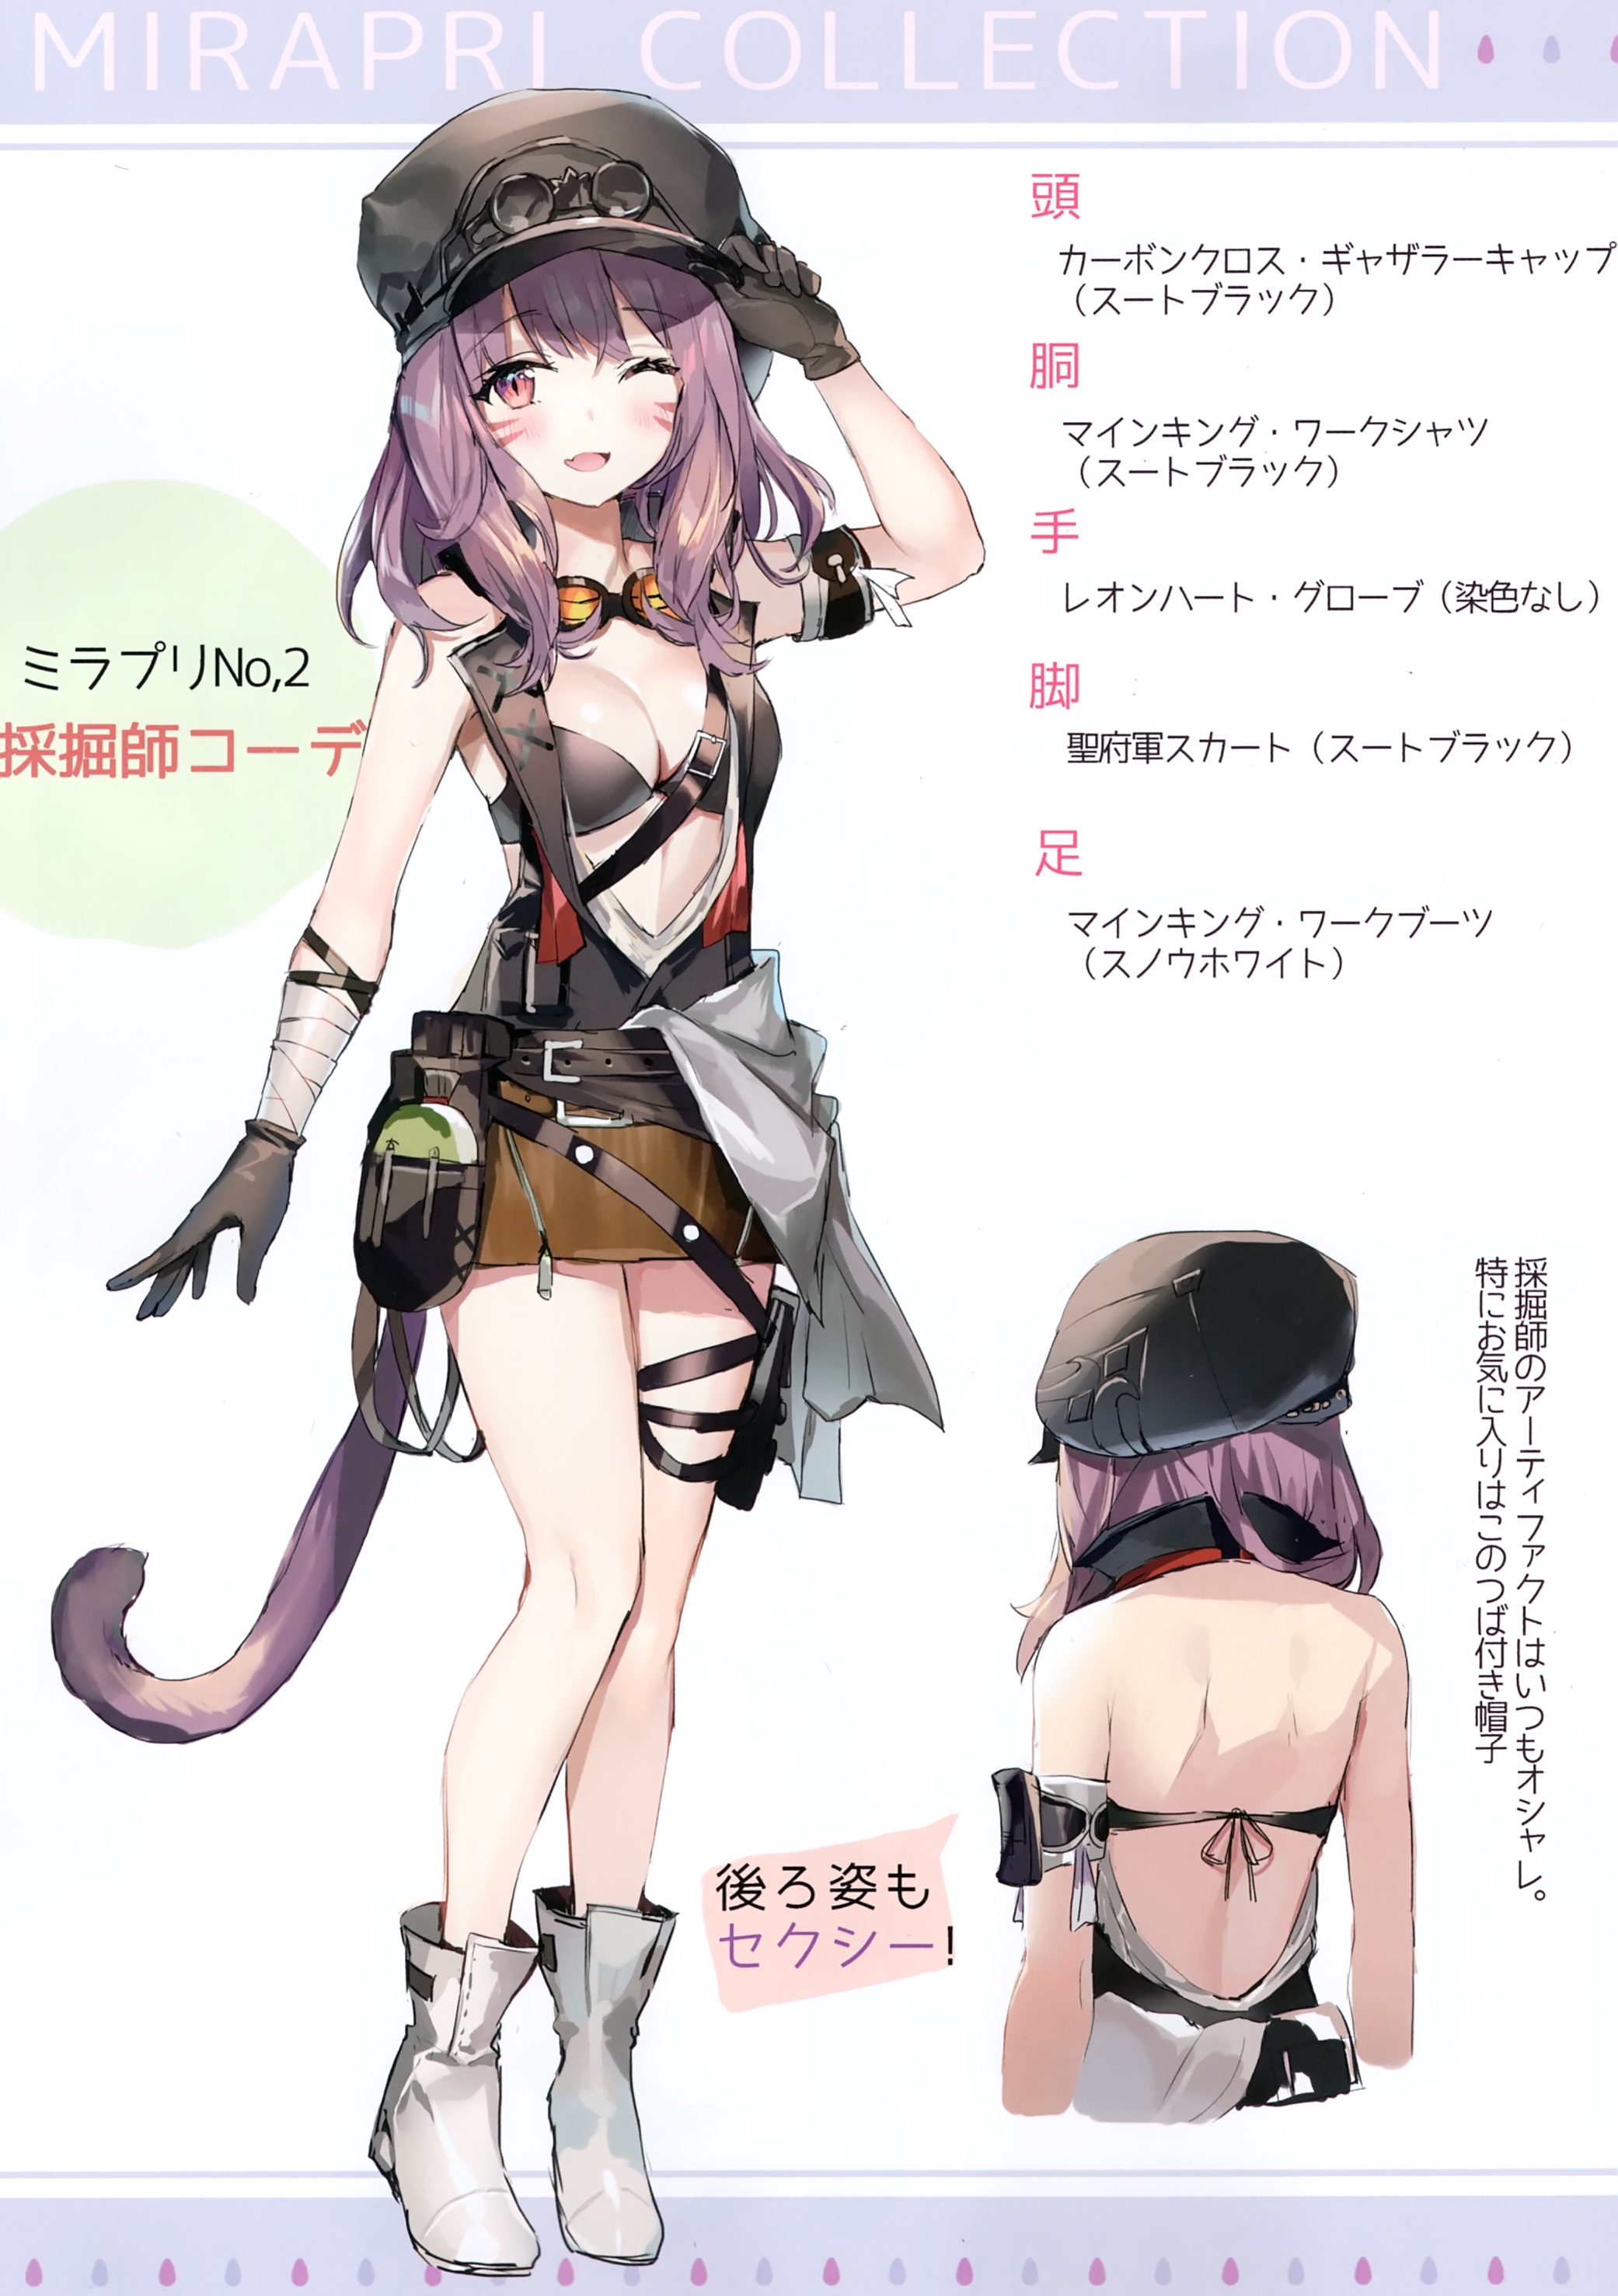 MIRAPRI COLLECTION
ミラプリNo,2
採掘師コーデ
頭
カーボンクロス・ギャザラーキャップ
（スートブラック）
胴
マインキング・ワークシャツ
（スートブラック）
手
レオンハート・グローブ（染色なし）
脚
聖府軍スカート（スートブラック）
足
マインキング・ワークブーツ
（スノウホワイト）
採掘師のアーティファクトはいつもオシャレ。
特にお気に入りはこのつば付き帽子
後ろ姿も
セクシー!